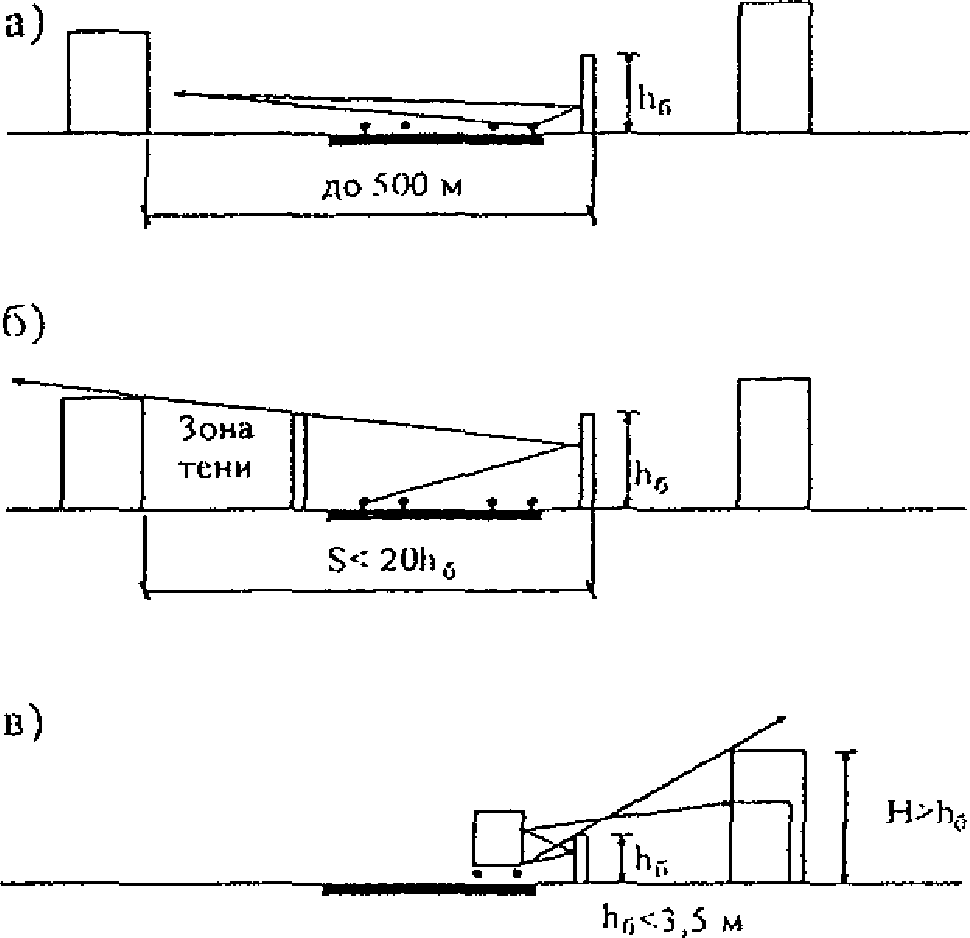 а)
hб
до 500 м
б)
Зона
тени
hб
S< 20hб
в)
H>hб
hб
hб<3,5 м